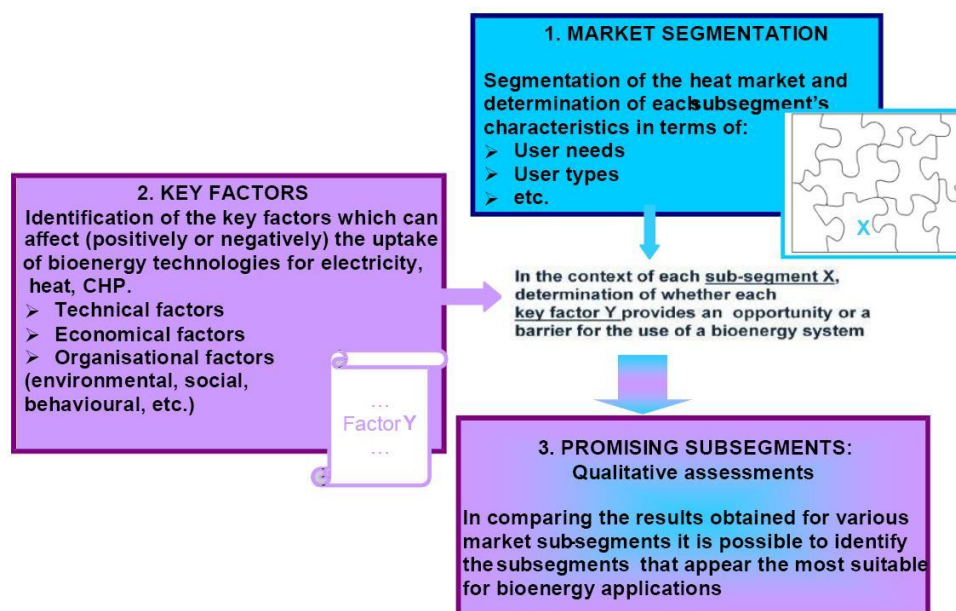 1. MARKET SEGMENTATION
Segmentation of the heat market and
determination of each subsegment's
characteristics in terms of:
➢ User needs
➢ User types
➢ etc.
X
2. KEY FACTORS
Identification of the key factors which can
affect (positively or negatively) the uptake
of bioenergy technologies for electricity,
heat, CHP.
➢ Technical factors
➢ Economical factors
➢ Organisational factors
(environmental, social,
behavioural, etc.)
...
Factor Y
...
In the context of each sub-segment X,
determination of whether each
key factor Y provides an opportunity or a
barrier for the use of a bioenergy system
3. PROMISING SUBSEGMENTS:
Qualitative assessments
In comparing the results obtained for various
market sub-segments it is possible to identify
the subsegments that appear the most suitable
for bioenergy applications